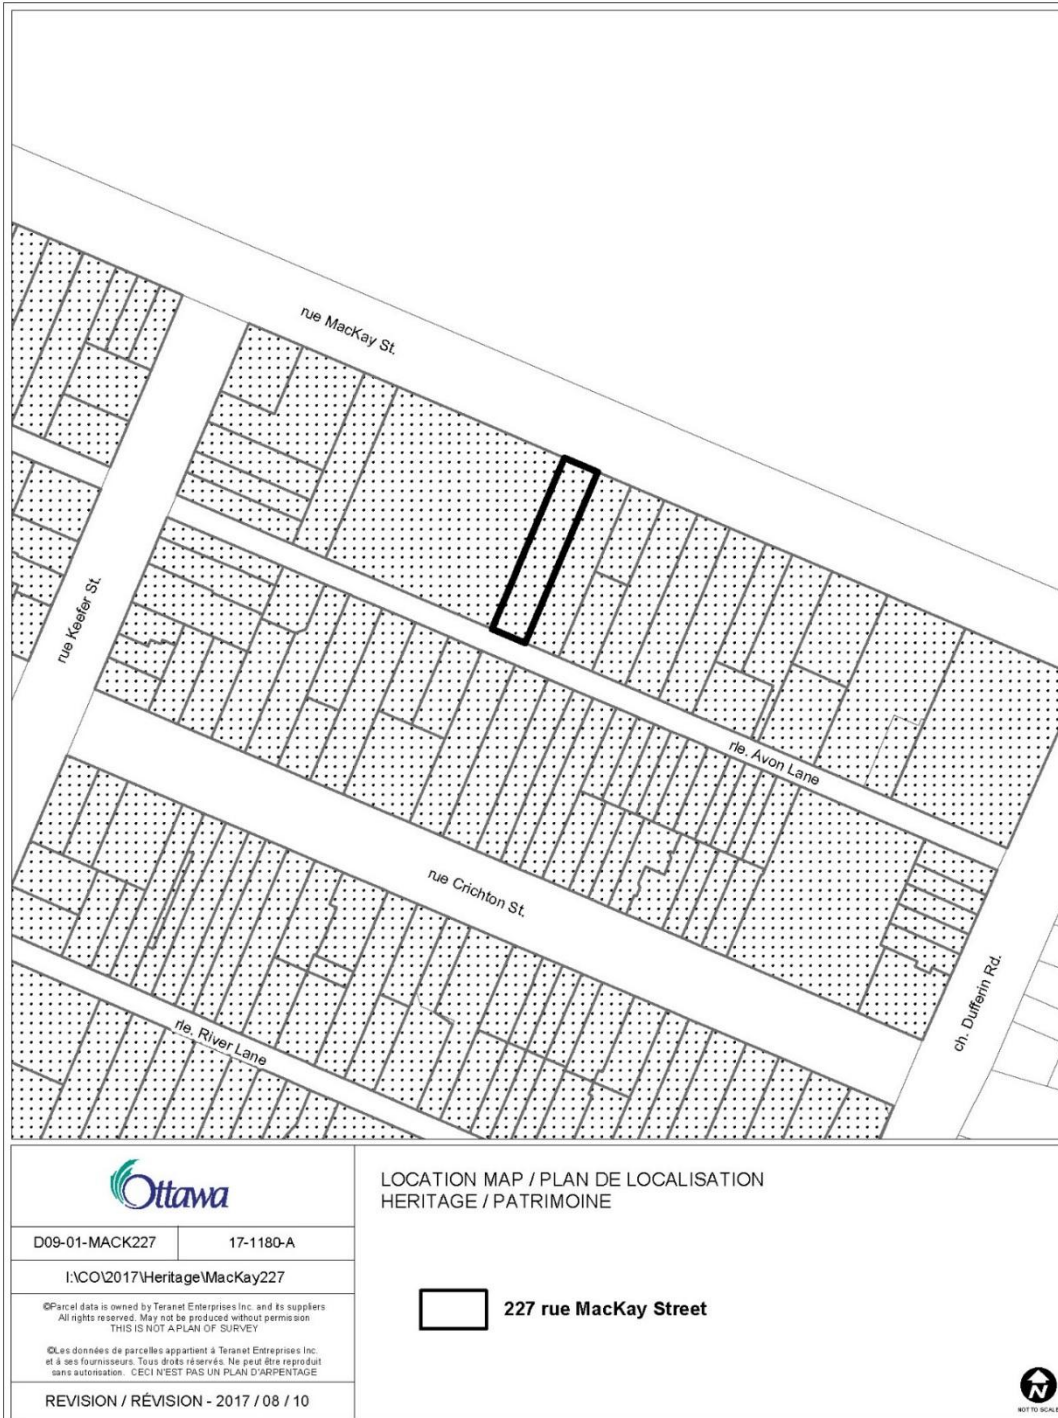 rue MacKay St.
rue Keefer St.
rle. Avon Lane
rue Crichton St.
ch. Dufferin Rd.
rle. River Lane
Ottawa
D09-01-MACK227
17-1180-A
I:\CO\2017\Heritage\MacKay227
©Parcel data is owned by Teranet Enterprises Inc. and its suppliers
All rights reserved. May not be produced without permission
THIS IS NOT A PLAN OF SURVEY
©Les données de parcelles appartient à Teranet Entreprises Inc.
et à ses fournisseurs. Tous droits réservés. Ne peut être reproduit
sans autorisation. CECI N'EST PAS UN PLAN D'ARPENTAGE
REVISION / RÉVISION - 2017 / 08 / 10
LOCATION MAP / PLAN DE LOCALISATION
HERITAGE / PATRIMOINE
227 rue MacKay Street
N
NOT TO SCALE